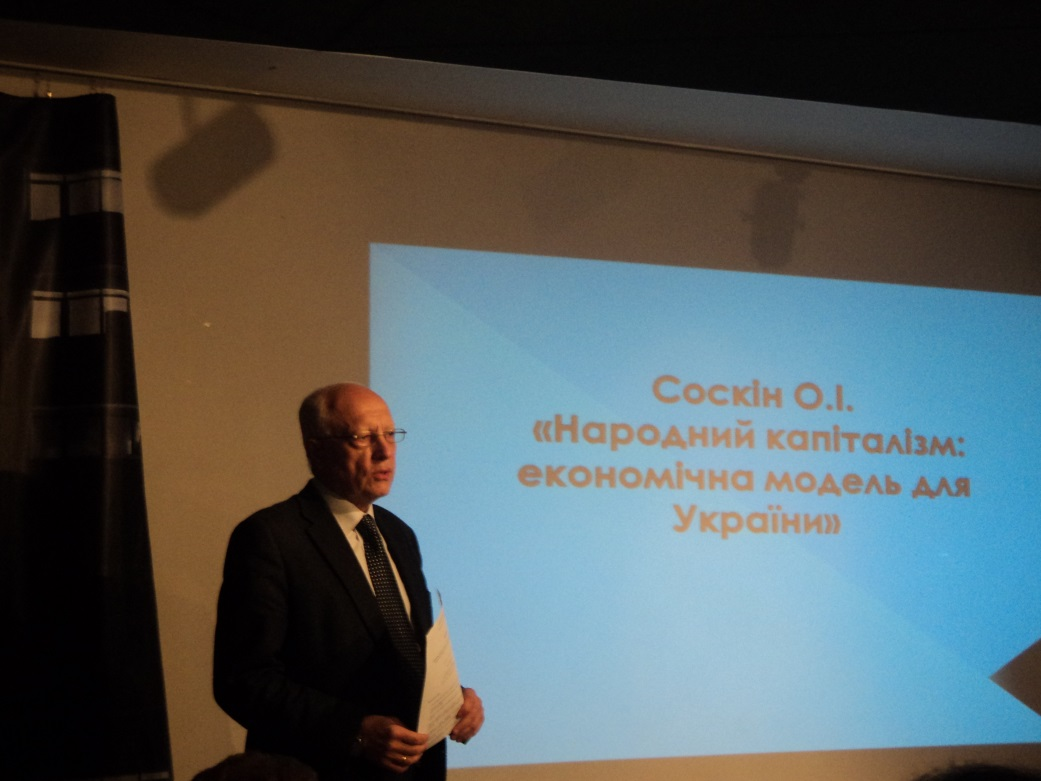 Соскін О.І.
«Народний капіталізм:
економічна модель для
України»